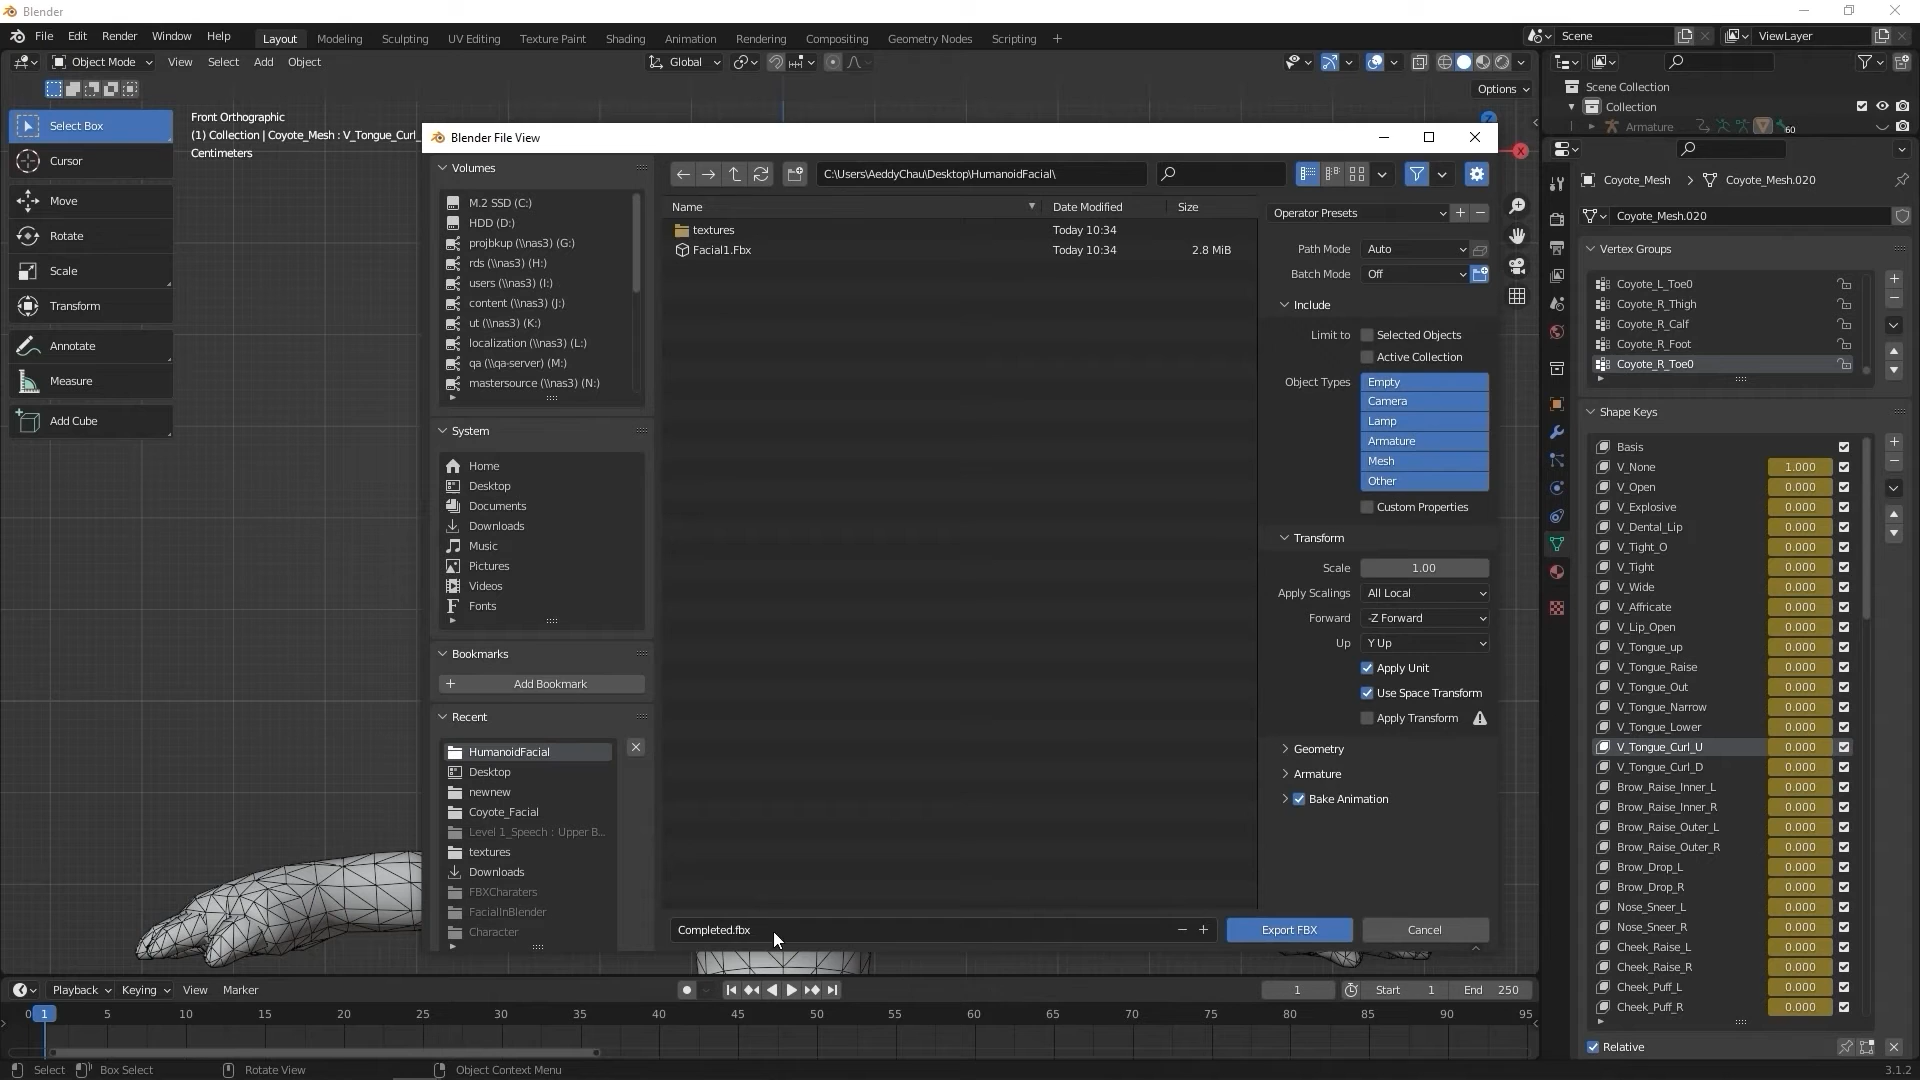 Blender
File Edit Render Window Help Layout Modeling Sculpting UV Editing Texture Paint Shading Animation Rendering Compositing Geometry Nodes Scripting + Scene ViewLayer
Object Mode View Select Add Object Global
Options
Select Box
Cursor
Move
Rotate
Scale
Transform
Annotate
Measure
Add Cube
Front Orthographic
(1) Collection | Coyote_Mesh : V_Tongue_Curl
Centimeters
Blender File View
Volumes
M.2 SSD (C:)
HDD (D:)
projbkup (\\nas3) (G:)
rds (\\nas3) (H:)
users (\\nas3) (I:)
content (\\nas3) (J:)
ut (\\nas3) (K:)
localization (\\nas3) (L:)
qa (\\qa-server) (M:)
mastersource (\\nas3) (N:)
System
Home
Desktop
Documents
Downloads
Music
Pictures
Videos
Fonts
Bookmarks
+ Add Bookmark
Recent
HumanoidFacial
Desktop
newnew
Coyote_Facial
Level 1_Speech : Upper B...
textures
Downloads
FBXCharaters
FacialInBlender
Character
C:\Users\AeddyChau\Desktop\HumanoidFacial\
Name Date Modified Size
textures Today 10:34
Facial1.Fbx Today 10:34 2.8 MiB
Operator Presets
Path Mode Auto
Batch Mode Off
Include
Limit to Selected Objects
Active Collection
Object Types Empty
Camera
Lamp
Armature
Mesh
Other
Custom Properties
Transform
Scale 1.00
Apply Scalings All Local
Forward -Z Forward
Up Y Up
Apply Unit
Use Space Transform
Apply Transform
Geometry
Armature
Bake Animation
Completed.fbx
Export FBX Cancel
X
Scene Collection
Collection
Armature 60
Coyote_Mesh > Coyote_Mesh.020
Coyote_Mesh.020
Vertex Groups
Coyote_L_Toe0
Coyote_R_Thigh
Coyote_R_Calf
Coyote_R_Foot
Coyote_R_Toe0
Shape Keys
Basis
V_None 1.000
V_Open 0.000
V_Explosive 0.000
V_Dental_Lip 0.000
V_Tight_O 0.000
V_Tight 0.000
V_Wide 0.000
V_Affricate 0.000
V_Lip_Open 0.000
V_Tongue_up 0.000
V_Tongue_Raise 0.000
V_Tongue_Out 0.000
V_Tongue_Narrow 0.000
V_Tongue_Lower 0.000
V_Tongue_Curl_U 0.000
V_Tongue_Curl_D 0.000
Brow_Raise_Inner_L 0.000
Brow_Raise_Inner_R 0.000
Brow_Raise_Outer_L 0.000
Brow_Raise_Outer_R 0.000
Brow_Drop_L 0.000
Brow_Drop_R 0.000
Nose_Sneer_L 0.000
Nose_Sneer_R 0.000
Cheek_Raise_L 0.000
Cheek_Raise_R 0.000
Cheek_Puff_L 0.000
Cheek_Puff_R 0.000
Relative
Playback Keying View Marker 1 Start 1 End 250
0 1 5 10 15 20 25 30 35 40 45 50 55 60 65 70 75 80 85 90 95
Select Box Select Rotate View Object Context Menu 3.1.2